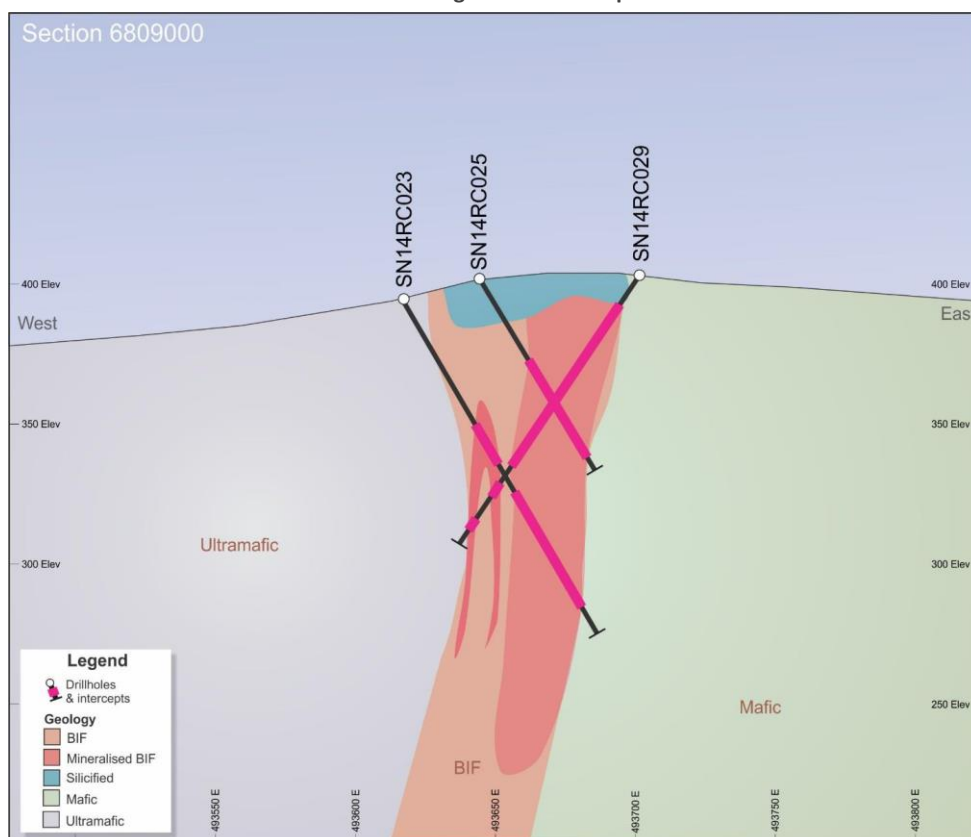 Section 6809000
SN14RC023
SN14RC025
SN14RC029
400 Elev
400 Elev
West
Eas
350 Elev
350 Elev
Ultramafic
300 Elev
300 Elev
Legend
Drillholes
& intercepts
Geology
BIF
Mineralised BIF
Silicified
Mafic
Ultramafic
250 Elev
Mafic
BIF
493550 E
493600 E
493650 E
493700 E
493750 E
493800 E